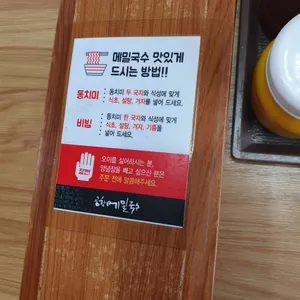 메밀국수 맛있게
드시는 방법!!
동치미 : 동치미 두 국자와 식성에 맞게
식초, 설탕, 겨자를 넣어 드세요.
비빔 : 동치미 한 국자와 식성에 맞게
식초, 설탕, 겨자, 기름을
넣어 드세요.
잠깐!
오이를 싫어하시는 분,
양념장을 빼고 싶으신 분은
주문 전에 말씀해주세요.
메밀국수